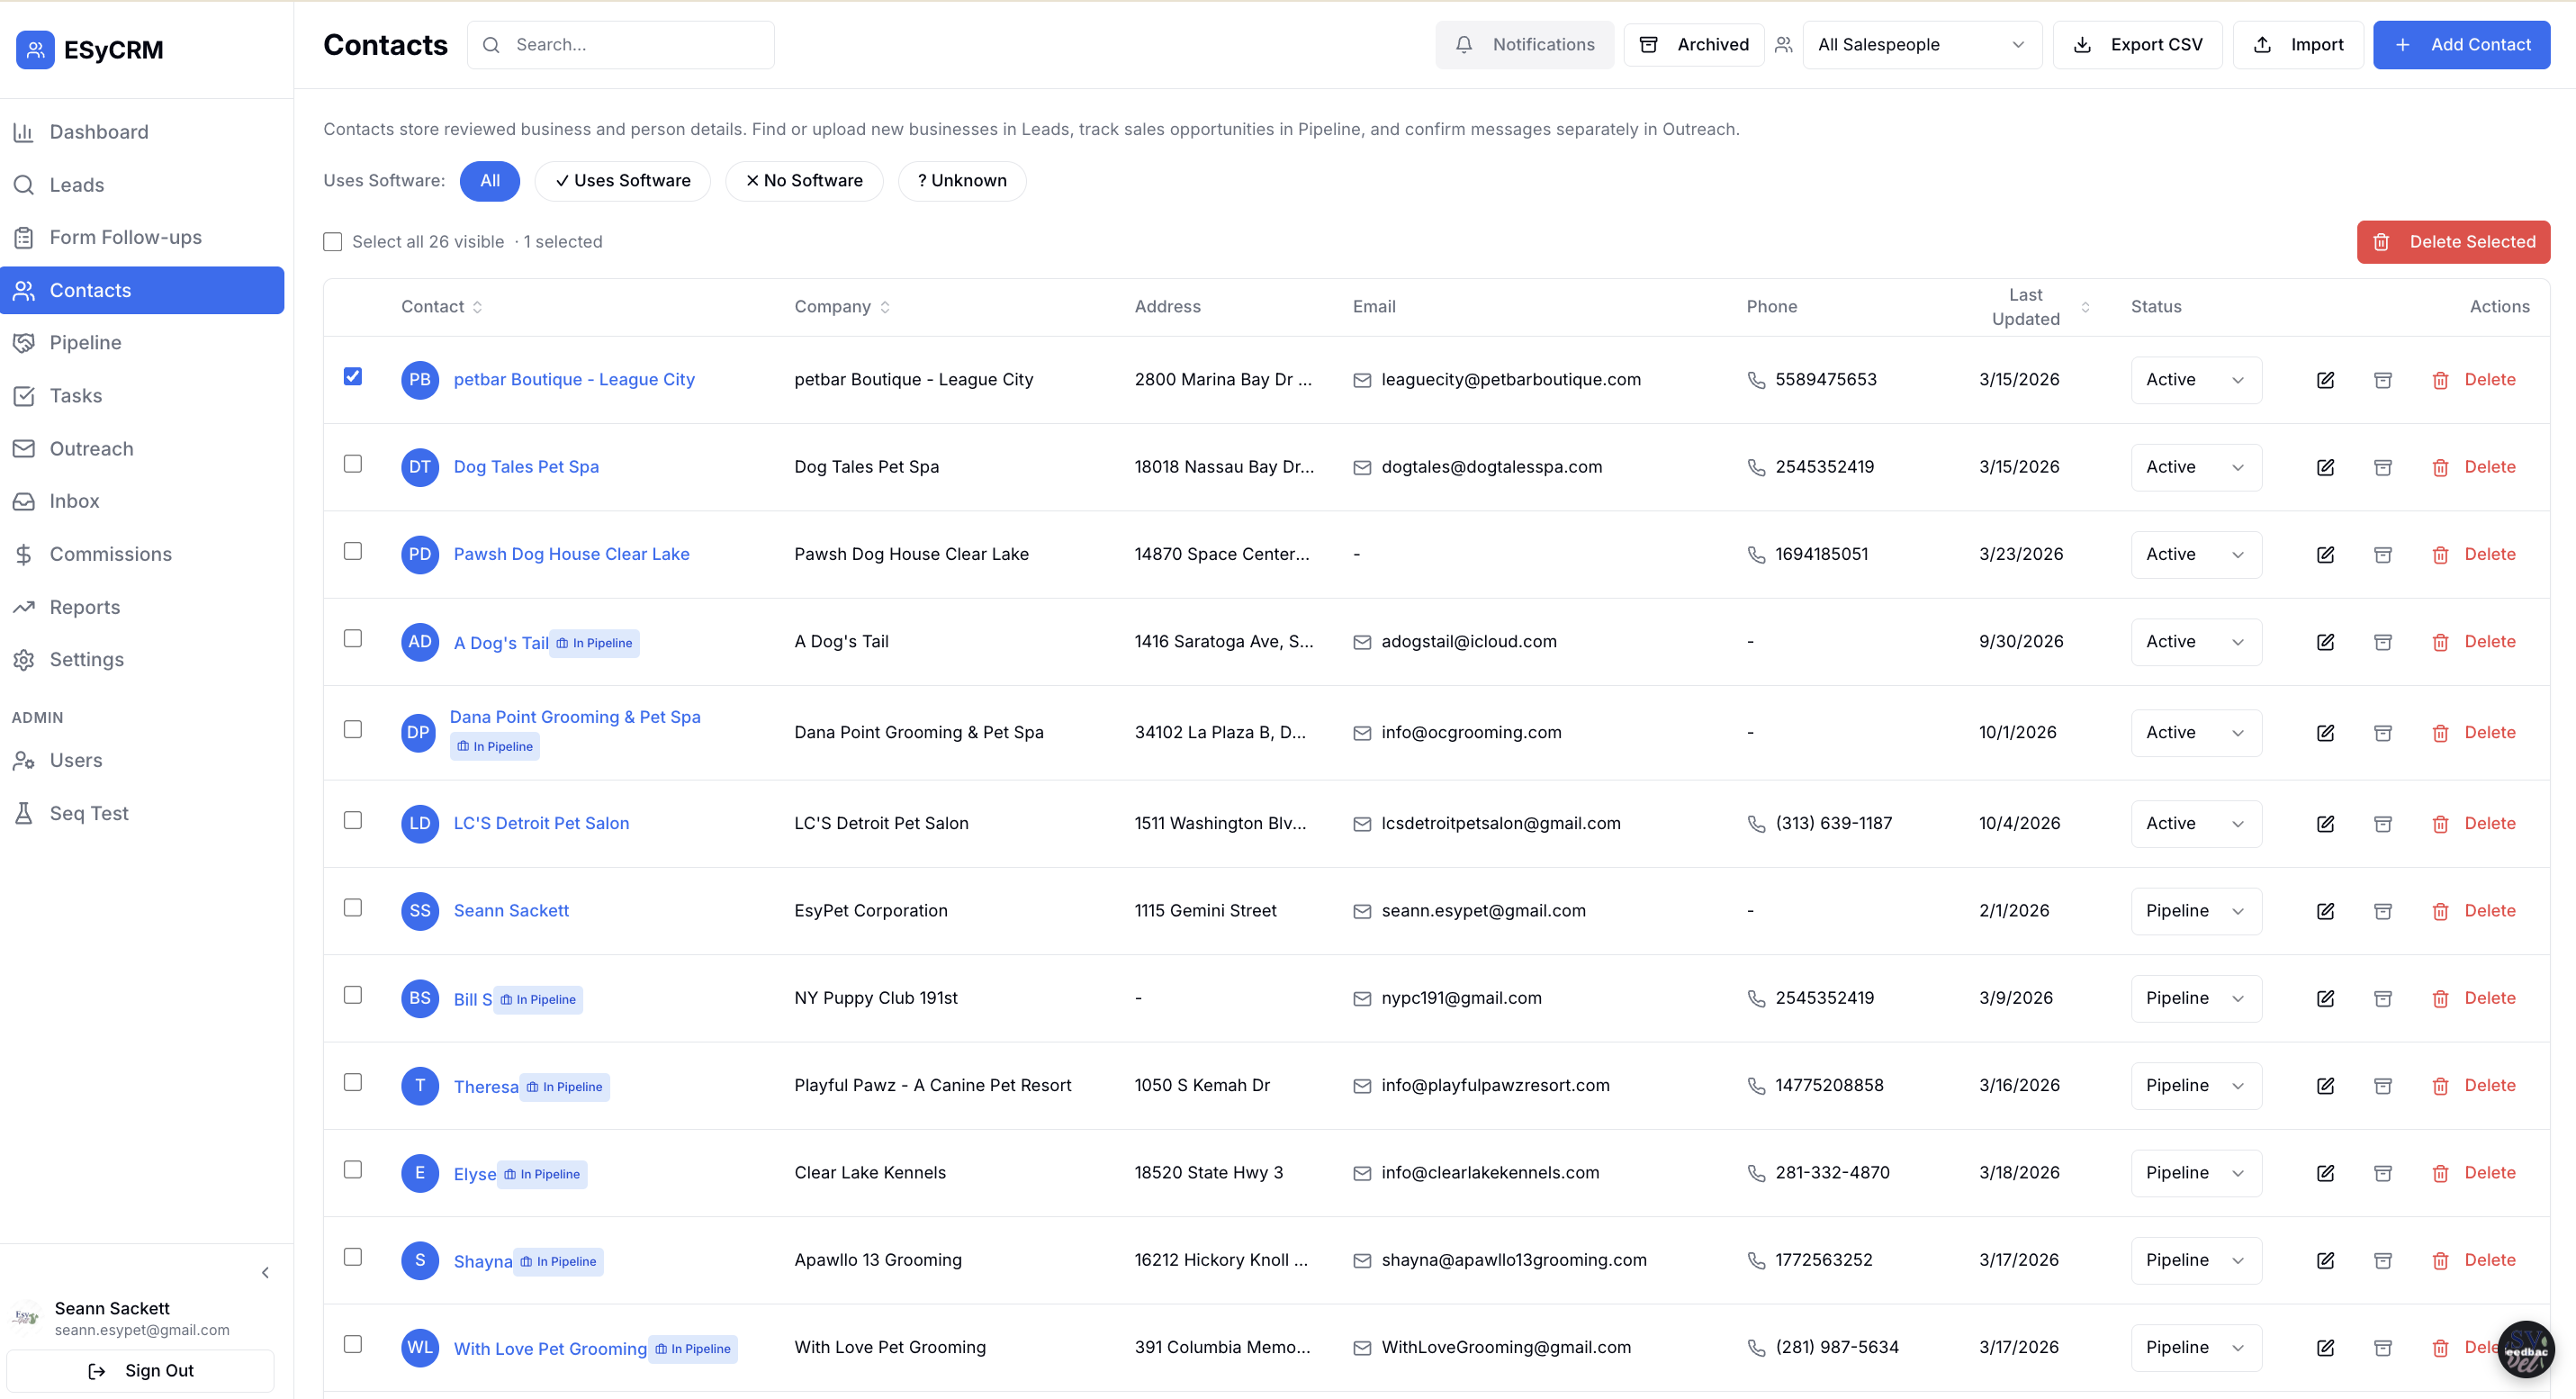 ESyCRM
Dashboard
Leads
Form Follow-ups
Contacts
Pipeline
Tasks
Outreach
Inbox
Commissions
Reports
Settings
ADMIN
Users
Seq Test
Seann Sackett
seann.esypet@gmail.com
Sign Out
Contacts Search... Notifications Archived All Salespeople Export CSV Import Add Contact
Contacts store reviewed business and person details. Find or upload new businesses in Leads, track sales opportunities in Pipeline, and confirm messages separately in Outreach.
Uses Software: All ✓ Uses Software ✕ No Software ? Unknown
Select all 26 visible · 1 selected Delete Selected
Contact Company Address Email Phone Last Updated Status Actions
PB petbar Boutique - League City petbar Boutique - League City 2800 Marina Bay Dr ... leaguecity@petbarboutique.com 5589475653 3/15/2026 Active Delete
DT Dog Tales Pet Spa Dog Tales Pet Spa 18018 Nassau Bay Dr... dogtales@dogtalesspa.com 2545352419 3/15/2026 Active Delete
PD Pawsh Dog House Clear Lake Pawsh Dog House Clear Lake 14870 Space Center... - 1694185051 3/23/2026 Active Delete
AD A Dog's Tail In Pipeline A Dog's Tail 1416 Saratoga Ave, S... adogstail@icloud.com - 9/30/2026 Active Delete
DP Dana Point Grooming & Pet Spa In Pipeline Dana Point Grooming & Pet Spa 34102 La Plaza B, D... info@ocgrooming.com - 10/1/2026 Active Delete
LD LC'S Detroit Pet Salon LC'S Detroit Pet Salon 1511 Washington Blv... lcsdetroitpetsalon@gmail.com (313) 639-1187 10/4/2026 Active Delete
SS Seann Sackett EsyPet Corporation 1115 Gemini Street seann.esypet@gmail.com - 2/1/2026 Pipeline Delete
BS Bill S In Pipeline NY Puppy Club 191st - nypc191@gmail.com 2545352419 3/9/2026 Pipeline Delete
T Theresa In Pipeline Playful Pawz - A Canine Pet Resort 1050 S Kemah Dr info@playfulpawzresort.com 14775208858 3/16/2026 Pipeline Delete
E Elyse In Pipeline Clear Lake Kennels 18520 State Hwy 3 info@clearlakekennels.com 281-332-4870 3/18/2026 Pipeline Delete
S Shayna In Pipeline Apawllo 13 Grooming 16212 Hickory Knoll ... shayna@apawllo13grooming.com 1772563252 3/17/2026 Pipeline Delete
WL With Love Pet Grooming In Pipeline With Love Pet Grooming 391 Columbia Memo... WithLoveGrooming@gmail.com (281) 987-5634 3/17/2026 Pipeline